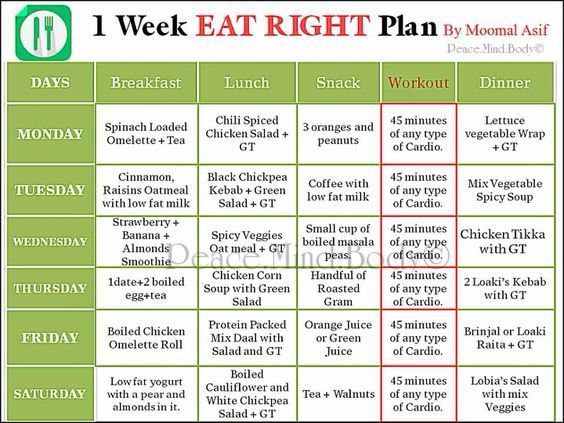 1 Week EAT RIGHT Plan By Moomal Asif
Peace.Mind.Body©
DAYS
Breakfast
Lunch
Snack
Workout
Dinner
MONDAY
Spinach Loaded
Omelette + Tea
Chili Spiced
Chicken Salad +
GT
3 oranges and
peanuts
45 minutes
of any type
of Cardio.
Lettuce
vegetable Wrap
+ GT
TUESDAY
Cinnamon,
Raisins Oatmeal
with low fat milk
Black Chickpea
Kebab + Green
Salad + GT
Coffee with
low fat milk
45 minutes
of any type
of Cardio.
Mix Vegetable
Spicy Soup
WEDNESDAY
Strawberry +
Banana +
Almonds
Smoothie
Spicy Veggies
Oat meal + GT
Small cup of
boiled masala
Peas
45 minutes
of any type
of Cardio.
Chicken Tikka
with GT
THURSDAY
1date+2 boiled
egg+tea
Chicken Corn
Soup with Green
Salad
Handful of
Roasted
Gram
45 minutes
of any type
of Cardio.
2 Loaki's Kebab
with GT
FRIDAY
Boiled Chicken
Omelette Roll
Protein Packed
Mix Daal with
Salad and GT
Orange Juice
or Green
Juice
45 minutes
of any type
of Cardio.
Brinjal or Loaki
Raita + GT
SATURDAY
Low fat yogurt
with a pear and
almonds in it.
Boiled
Cauliflower and
White Chickpea
Salad + GT
Tea + Walnuts
45 minutes
of any type
of Cardio.
Lobia's Salad
with mix
Veggies
Peace.Mind.Body©